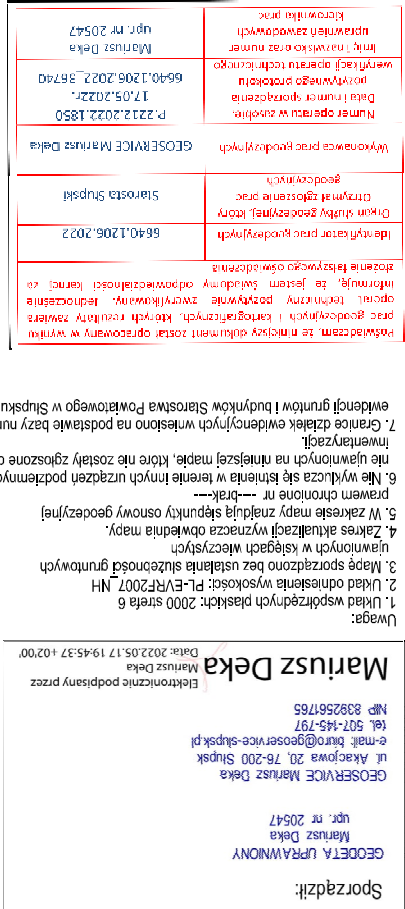 Sporządził:
GEODETA UPRAWNIONY
Mariusz Deka
upr. nr 20547
GEOSERVICE Mariusz Deka
ul. Akacjowa 20, 76-200 Słupsk
e-mail: biuro@geoservice-slupsk.pl
tel. 507-145-797
NIP 8392561765
Mariusz Deka
Elektronicznie podpisany przez
Mariusz Deka
Data: 2022.05.17 19:45:37 +02'00'
Uwaga:
1. Układ współrzędnych płaskich: 2000 strefa 6
2. Układ odniesienia wysokości: PL-EVRF2007_NH
3. Mapę sporządzono bez ustalania służebności gruntowych
ujawnionych w księgach wieczystych
4. Zakres aktualizacji wyznacza obwiednia mapy.
5. W zakresie mapy znajdują się punkty osnowy geodezyjnej
prawem chronione nr ----brak----
6. Nie wyklucza się istnienia w terenie innych urządzeń podziemny
nie ujawnionych na niniejszej mapie, które nie zostały zgłoszone
inwentaryzacji.
7. Granice działek ewidencyjnych wniesiono na podstawie bazy
ewidencji gruntów i budynków Starostwa Powiatowego w Słupsku
Poświadczam, że niniejszy dokument został opracowany w wyniku
prac geodezyjnych i kartograficznych, których rezultaty zawiera
operat techniczny pozytywnie zweryfikowany. Jednocześnie
informuję, że jestem świadomy odpowiedzialności karnej za
złożenie fałszywego oświadczenia
Identyfikator prac geodezyjnych
6640.1206.2022
Organ służby geodezyjnej, który
Otrzymał zgłoszenie prac
geodezyjnych
Starosta Słupski
Wykonawca prac geodezyjnych
GEOSERVICE Mariusz Deka
Numer operatu w zasobie.
Data i numer sporządzenia
pozytywnego protokołu
weryfikacji operatu technicznego
P.2212.2022.1850
17.05.2022r.
6640.1206.2022_36740
Imię i nazwisko oraz numer
uprawnień zawodowych
kierownika prac
Mariusz Deka
upr. nr 20547